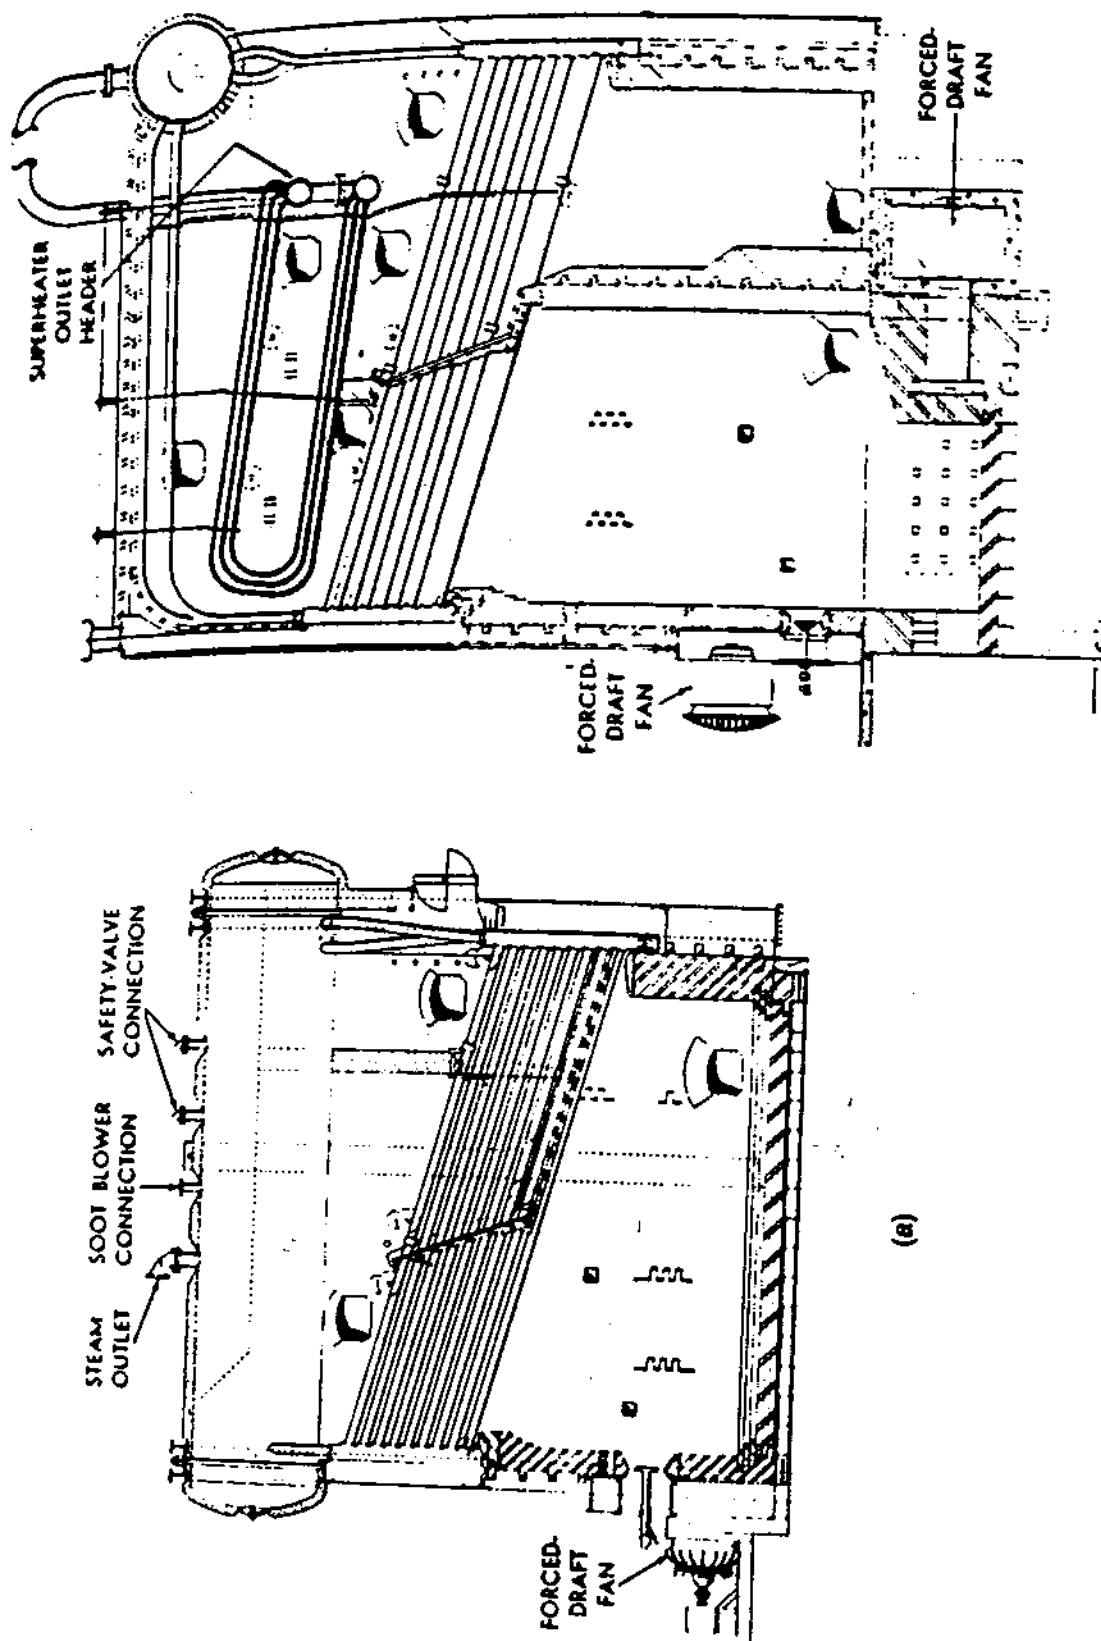 SUPERHEATER
OUTLET
HEADER
FORCED-
DRAFT
FAN
FORCED-
DRAFT
FAN
STEAM
OUTLET
SOOT BLOWER
CONNECTION
SAFETY-VALVE
CONNECTION
FORCED-
DRAFT
FAN
(a)